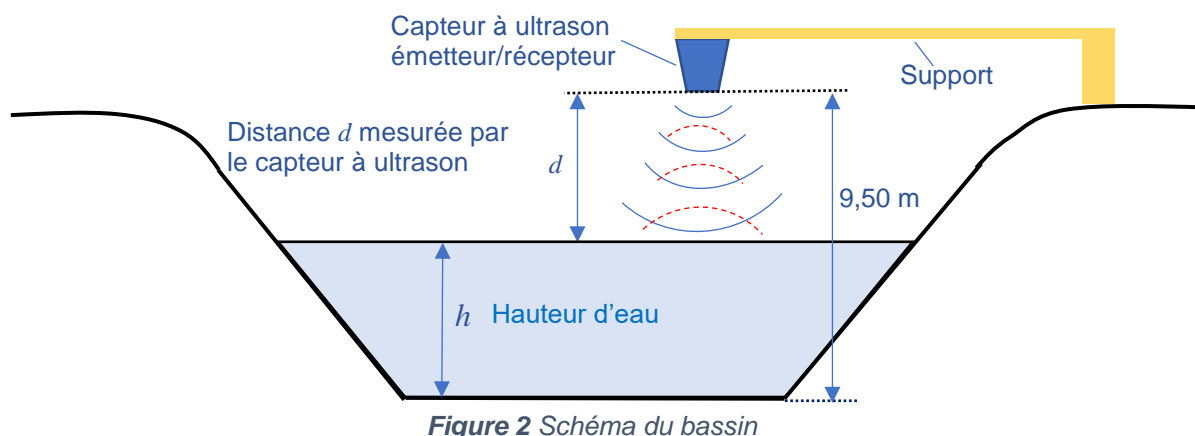 Capteur à ultrason
émetteur/récepteur
Support
Distance d mesurée par
le capteur à ultrason
d
9,50 m
h Hauteur d'eau
Figure 2 Schéma du bassin